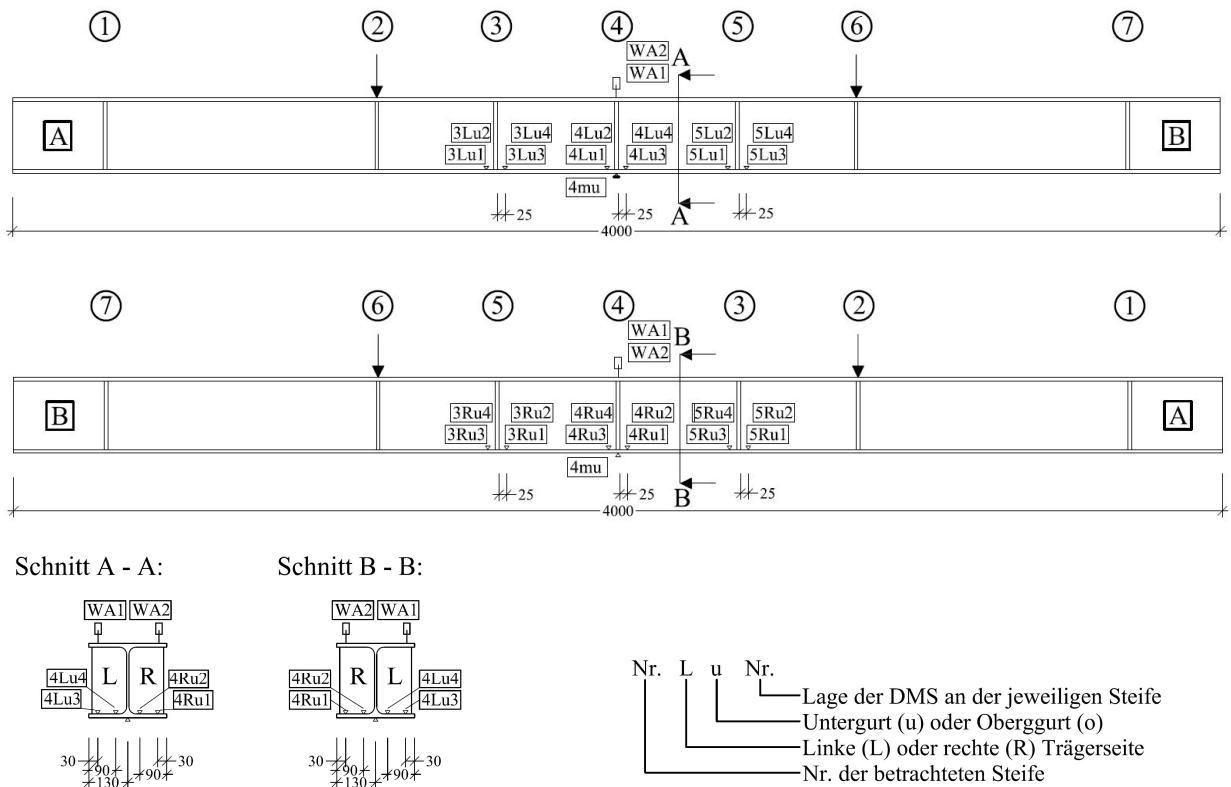 1 2 3 4 5 6 7
WA2 A
WA1
A B
3Lu2 3Lu4 4Lu2 4Lu4 5Lu2 5Lu4
3Lu1 3Lu3 4Lu1 4Lu3 5Lu1 5Lu3
4mu
25 25 25
A
4000
7 6 5 4 3 2 1
WA1 B
WA2
B A
3Ru4 3Ru2 4Ru4 4Ru2 5Ru4 5Ru2
3Ru3 3Ru1 4Ru3 4Ru1 5Ru3 5Ru1
4mu
25 25 25
B
4000
Schnitt A - A:
WA1 WA2
L R
4Lu4 4Ru2
4Lu3 4Ru1
30 30
90 90
130
Schnitt B - B:
WA2 WA1
R L
4Ru2 4Lu4
4Ru1 4Lu3
30 30
90 90
130
Nr. L u Nr.
Lage der DMS an der jeweiligen Steife
Untergurt (u) oder Oberggurt (o)
Linke (L) oder rechte (R) Trägerseite
Nr. der betrachteten Steife